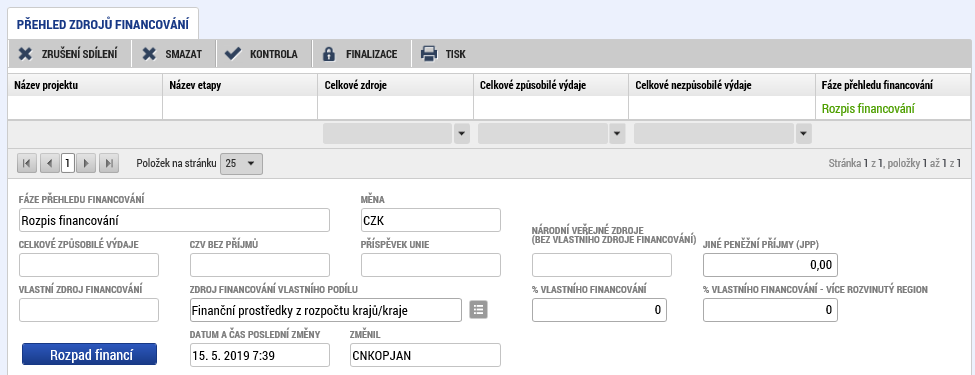 PŘEHLED ZDROJŮ FINANCOVÁNÍ
ZRUŠENÍ SDÍLENÍ SMAZAT KONTROLA FINALIZACE TISK
Název projektu Název etapy Celkové zdroje Celkové způsobilé výdaje Celkové nezpůsobilé výdaje Fáze přehledu financování
Rozpis financování
1 Položek na stránku 25 Stránka 1 z 1, položky 1 až 1 z 1
FÁZE PŘEHLEDU FINANCOVÁNÍ MĚNA
Rozpis financování CZK
NÁRODNÍ VEŘEJNÉ ZDROJE
CELKOVÉ ZPŮSOBILÉ VÝDAJE CZV BEZ PŘÍJMŮ PŘÍSPĚVEK UNIE (BEZ VLASTNÍHO ZDROJE FINANCOVÁNÍ) JINÉ PENĚŽNÍ PŘÍJMY (JPP)
0,00
VLASTNÍ ZDROJ FINANCOVÁNÍ ZDROJ FINANCOVÁNÍ VLASTNÍHO PODÍLU % VLASTNÍHO FINANCOVÁNÍ % VLASTNÍHO FINANCOVÁNÍ - VÍCE ROZVINUTÝ REGION
Finanční prostředky z rozpočtu krajů/kraje 0 0
DATUM A ČAS POSLEDNÍ ZMĚNY ZMĚNIL
Rozpad financí 15. 5. 2019 7:39 CNKOPJAN